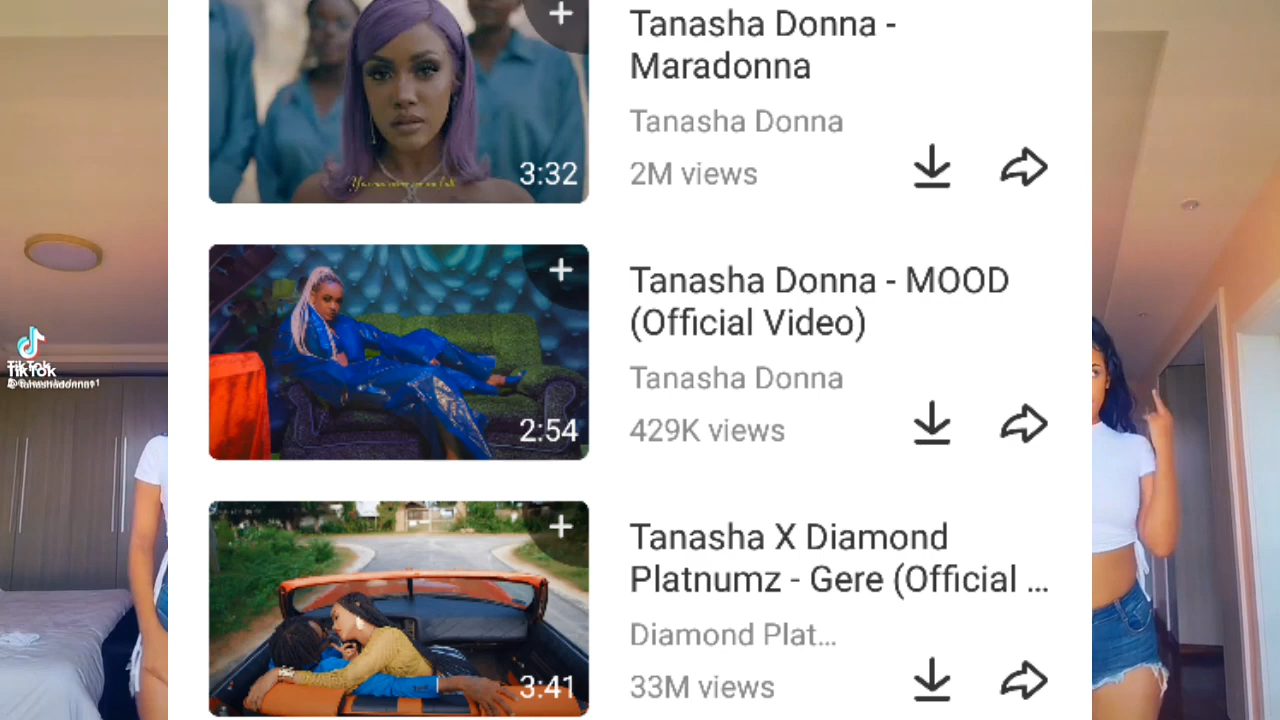 Tanasha Donna -
Maradonna
Tanasha Donna
2M views
3:32
Tanasha Donna - MOOD
(Official Video)
Tanasha Donna
429K views
2:54
Tanasha X Diamond
Platnumz - Gere (Official ...
Diamond Plat...
33M views
3:41
TikTok